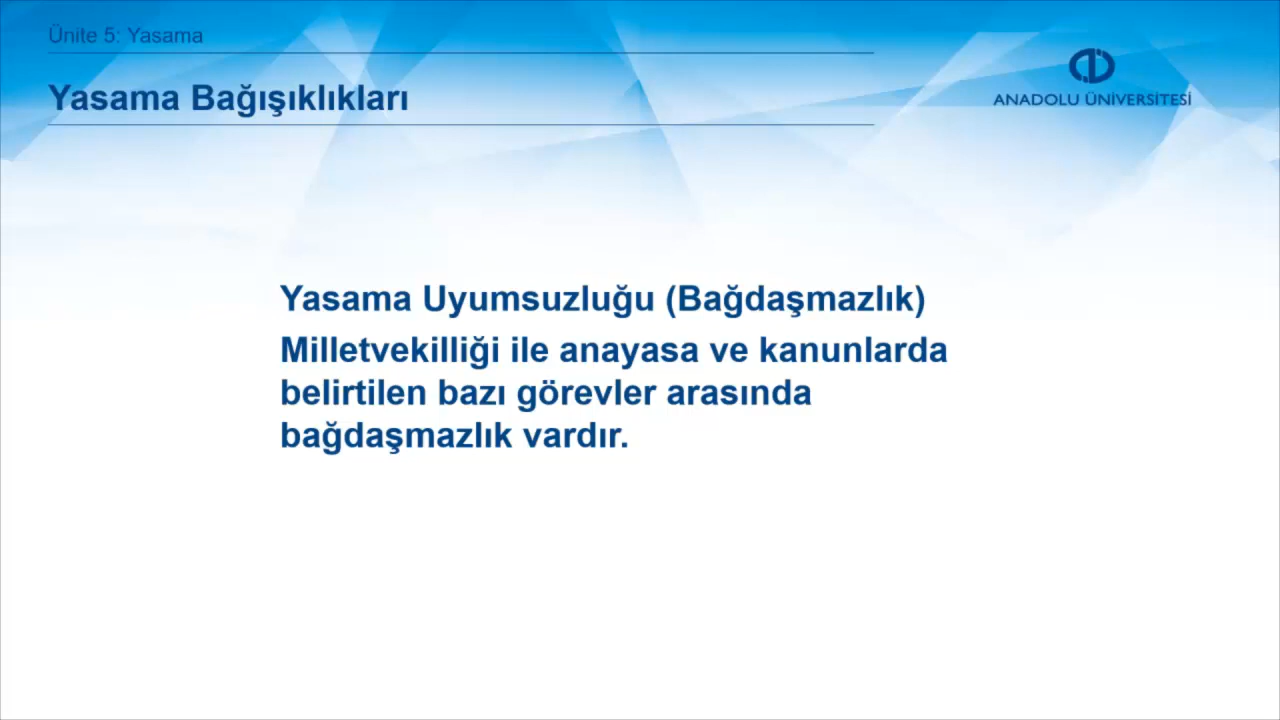 Ünite 5: Yasama
Yasama Bağışıklıkları
ANADOLU ÜNİVERSİTESİ
Yasama Uyumsuzluğu (Bağdaşmazlık)
Milletvekilliği ile anayasa ve kanunlarda
belirtilen bazı görevler arasında
bağdaşmazlık vardır.